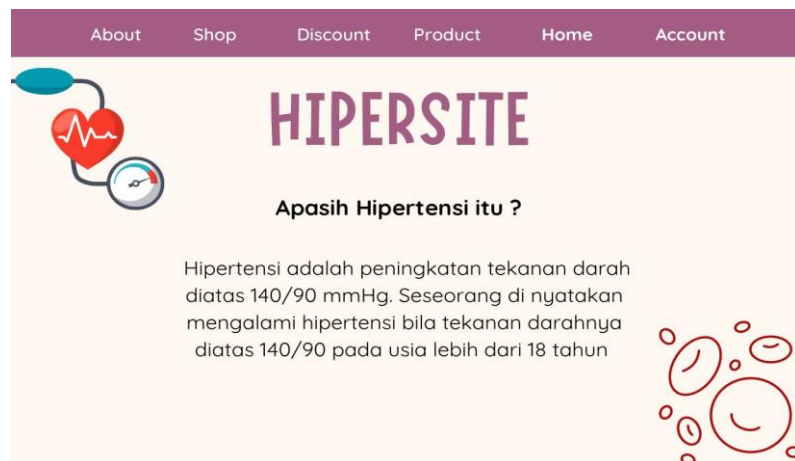 About Shop Discount Product Home Account
HIPERSITE
Apasih Hipertensi itu ?
Hipertensi adalah peningkatan tekanan darah
diatas 140/90 mmHg. Seseorang di nyatakan
mengalami hipertensi bila tekanan darahnya
diatas 140/90 pada usia lebih dari 18 tahun